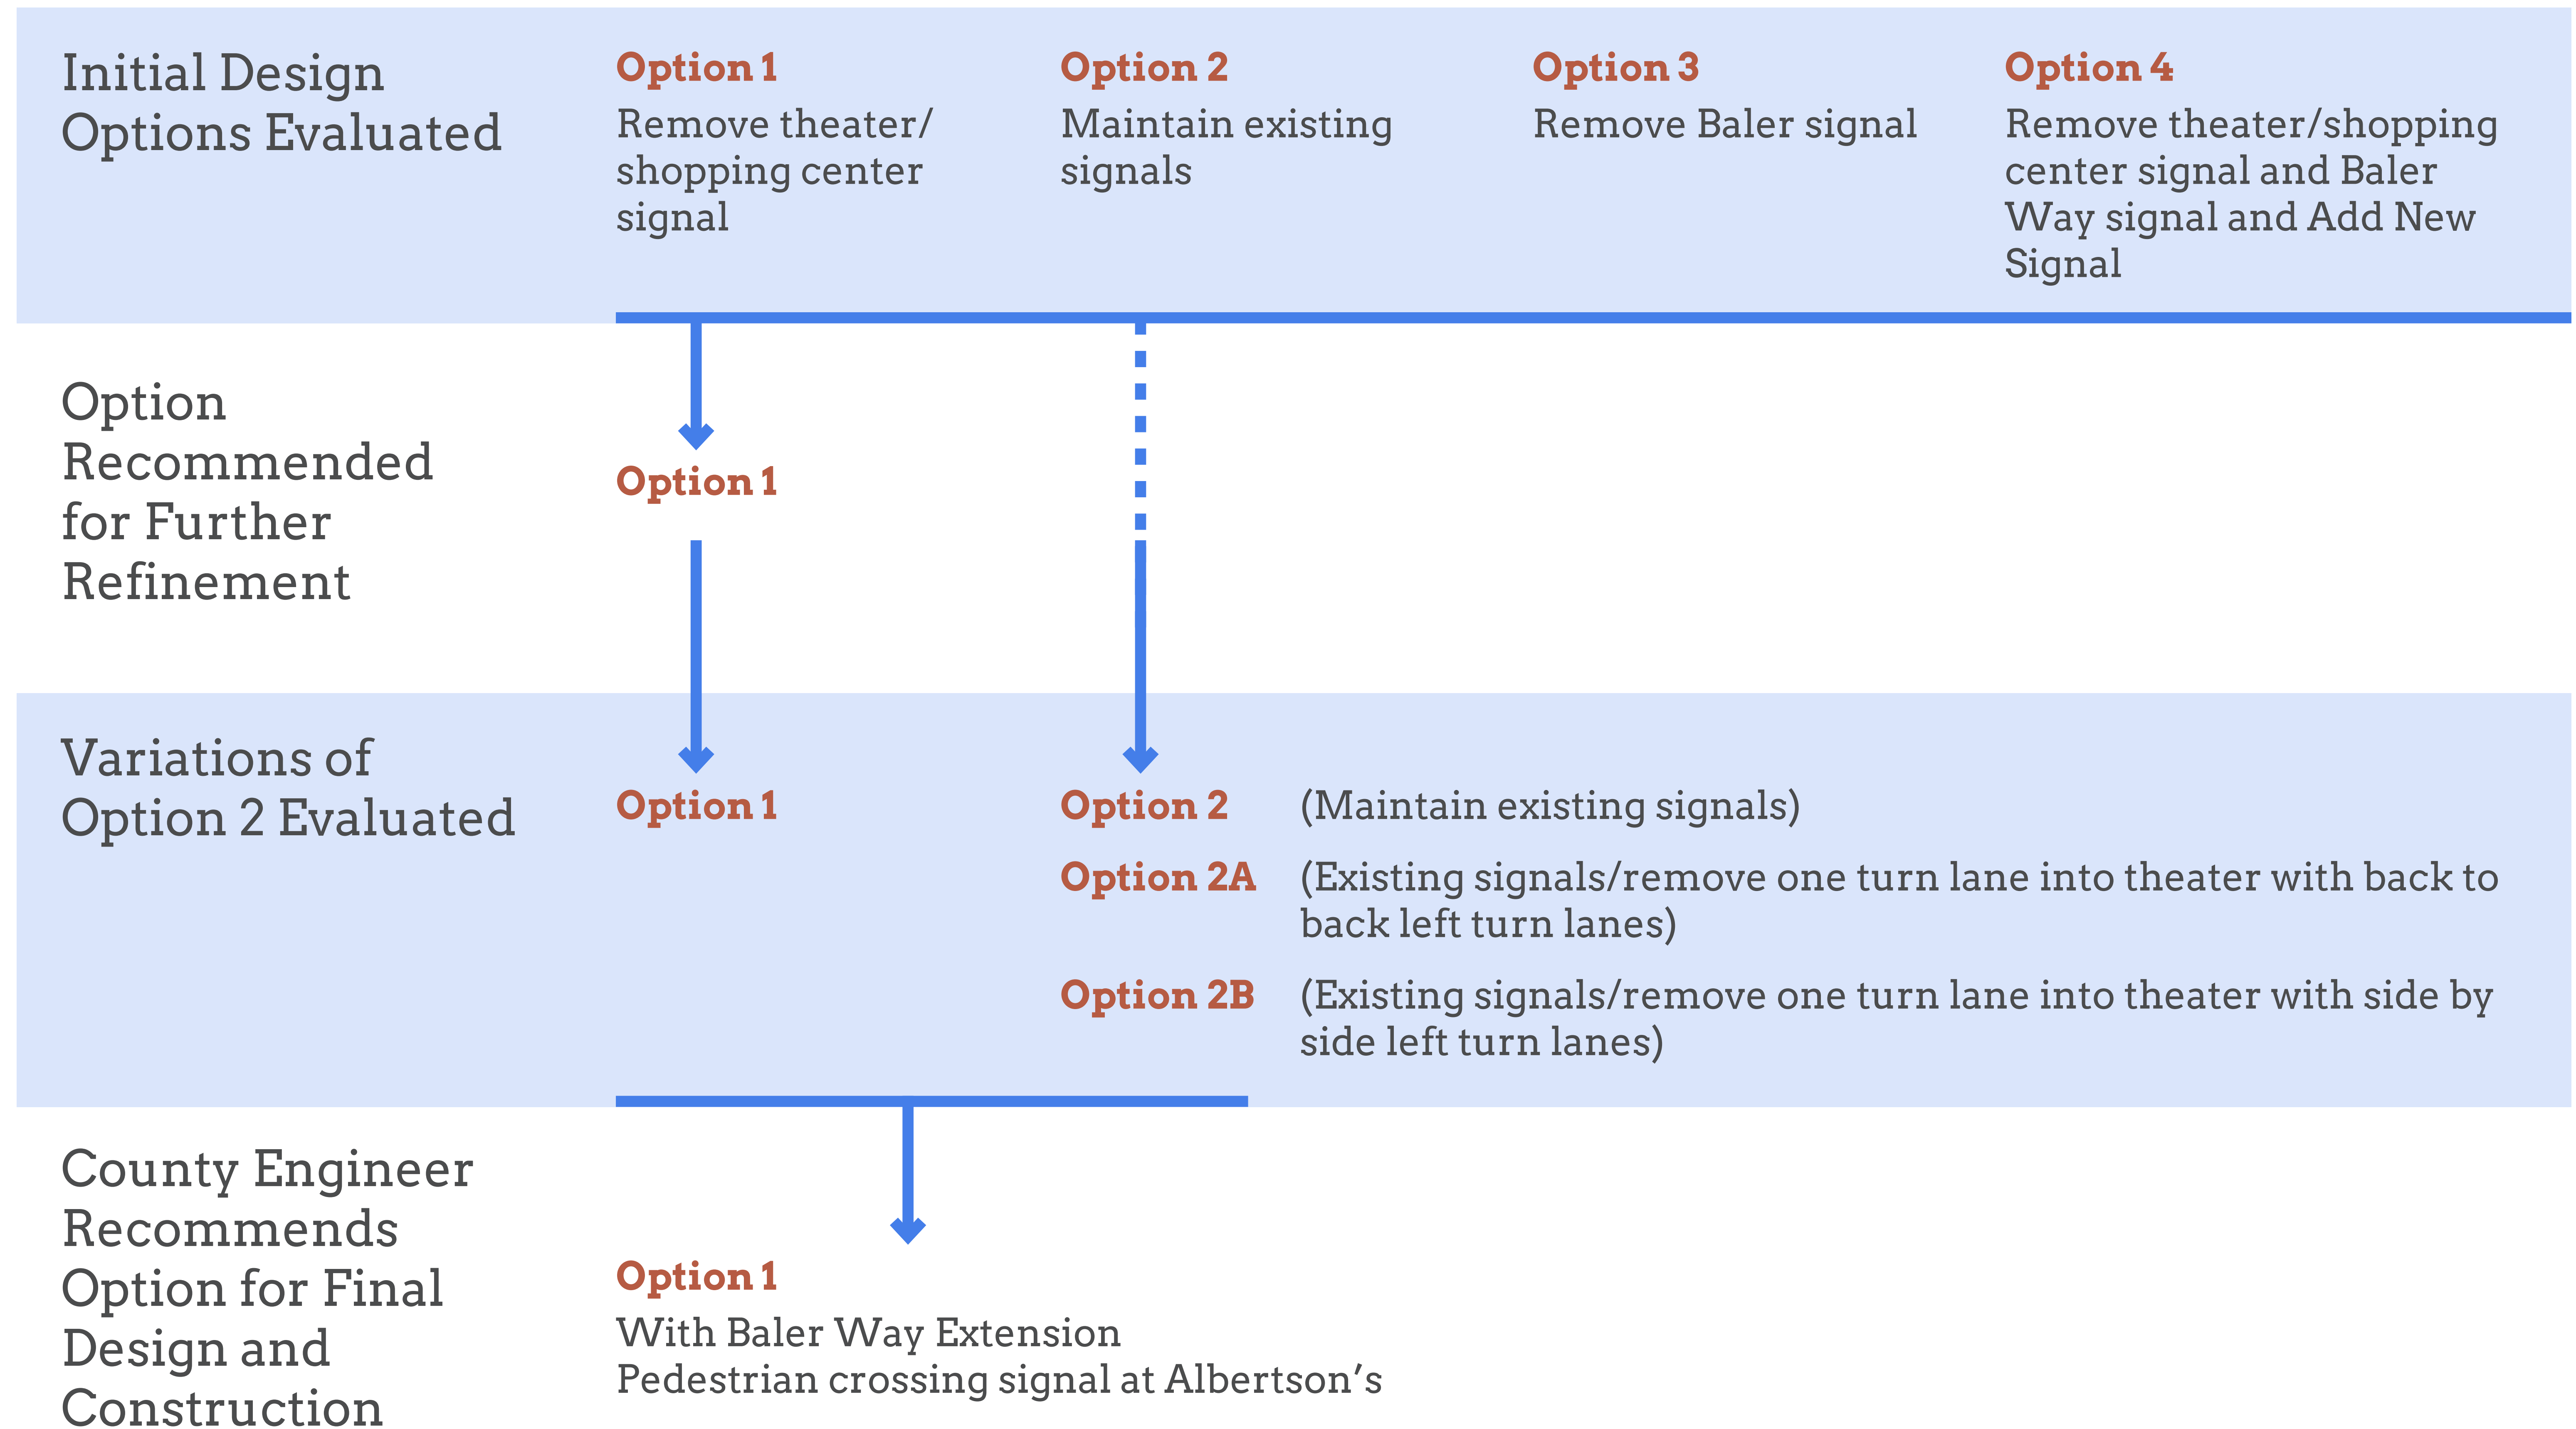 Initial Design
Options Evaluated
Option 1
Remove theater/
shopping center
signal
Option 2
Maintain existing
signals
Option 3
Remove Baler signal
Option 4
Remove theater/shopping
center signal and Baler
Way signal and Add New
Signal
Option
Recommended
for Further
Refinement
Option 1
Variations of
Option 2 Evaluated
Option 1
Option 2 (Maintain existing signals)
Option 2A (Existing signals/remove one turn lane into theater with back to
back left turn lanes)
Option 2B (Existing signals/remove one turn lane into theater with side by
side left turn lanes)
County Engineer
Recommends
Option for Final
Design and
Construction
Option 1
With Baler Way Extension
Pedestrian crossing signal at Albertson’s